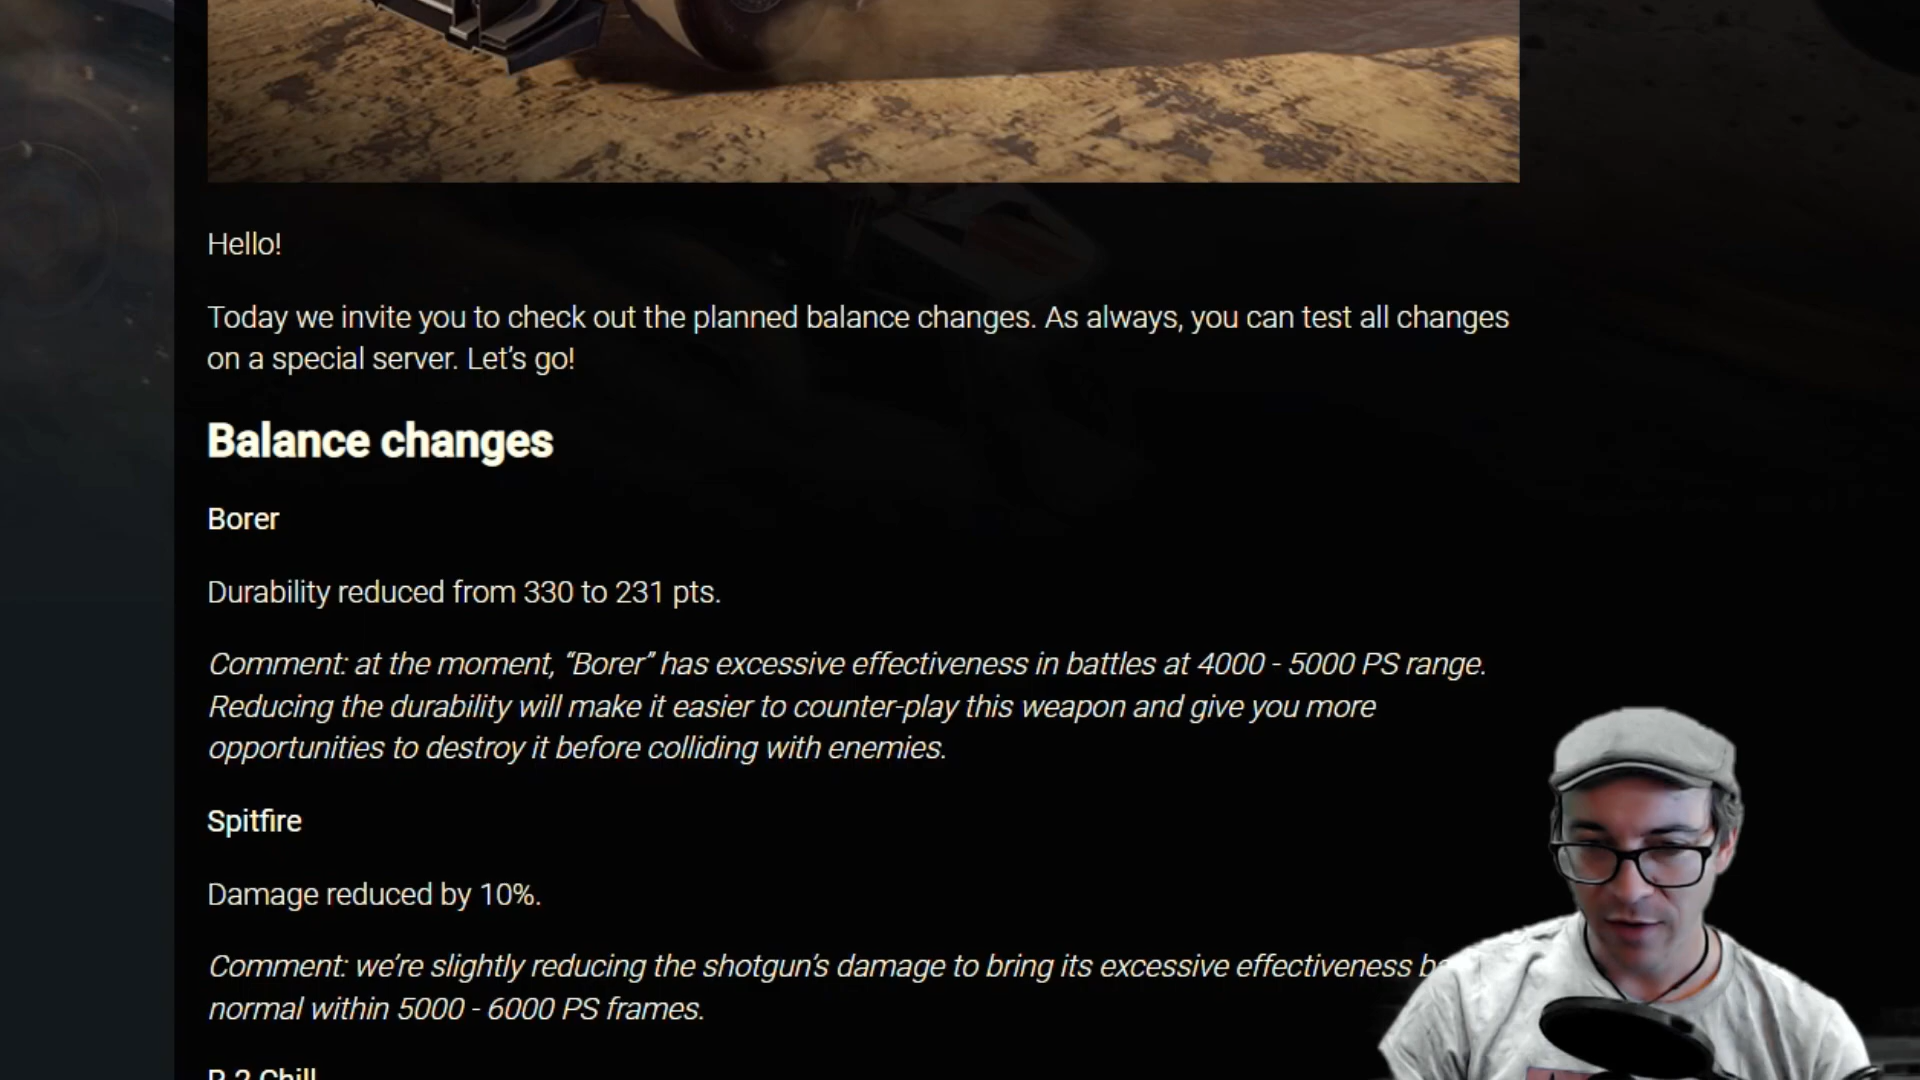 Hello!
Today we invite you to check out the planned balance changes. As always, you can test all changes
on a special server. Let’s go!
Balance changes
Borer
Durability reduced from 330 to 231 pts.
Comment: at the moment, “Borer” has excessive effectiveness in battles at 4000 - 5000 PS range.
Reducing the durability will make it easier to counter-play this weapon and give you more
opportunities to destroy it before colliding with enemies.
Spitfire
Damage reduced by 10%.
Comment: we’re slightly reducing the shotgun’s damage to bring its excessive effectiveness
normal within 5000 - 6000 PS frames.